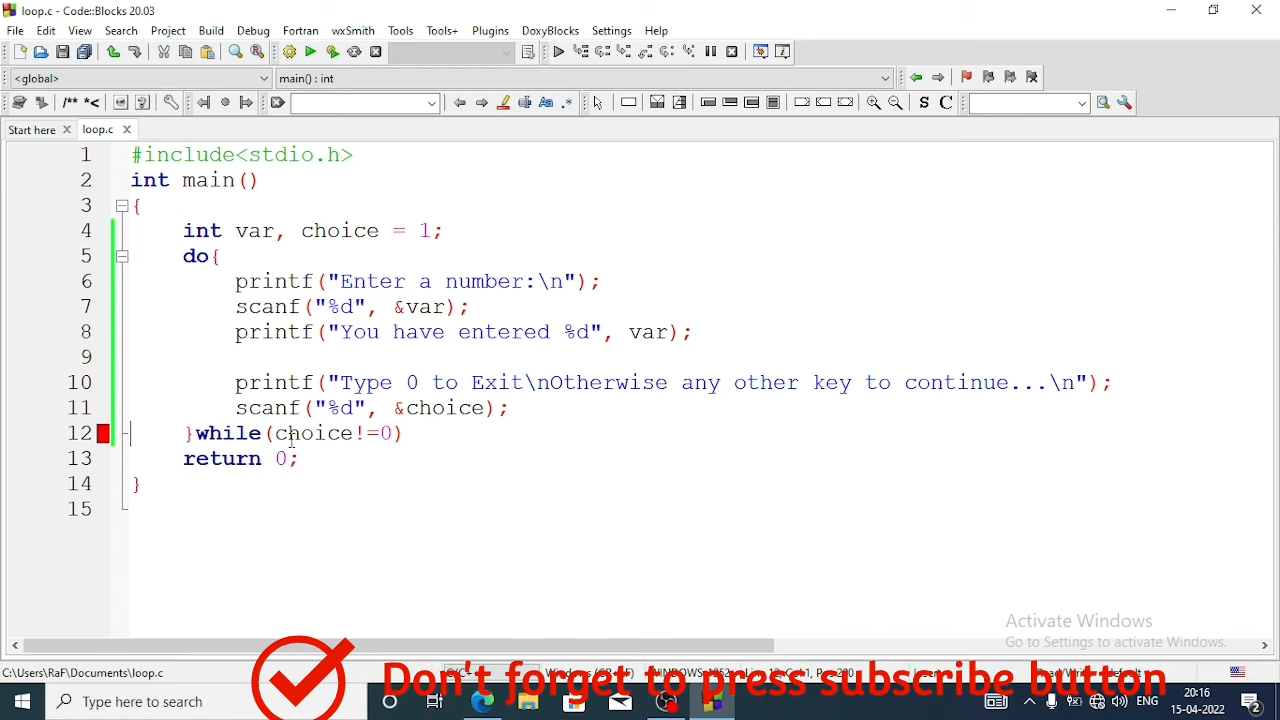 loop.c - Code::Blocks 20.03
File Edit View Search Project Build Debug Fortran wxSmith Tools Tools+ Plugins DoxyBlocks Settings Help
<global> main() : int
/** *<
S C
Start here loop.c
1 #include<stdio.h>
2 int main()
3 {
4 int var, choice = 1;
5 do{
6 printf("Enter a number:\n");
7 scanf("%d", &var);
8 printf("You have entered %d", var);
9
10 printf("Type 0 to Exit\nOtherwise any other key to continue...\n");
11 scanf("%d", &choice);
12 }while(choice!=0)
13 return 0;
14 }
15
Activate Windows
Go to Settings to activate Windows.
C:\Users\RaF\Documents\loop.c
Don't forget to press subscribe button
Type here to search
ENG
20:16
15-04-2022
2